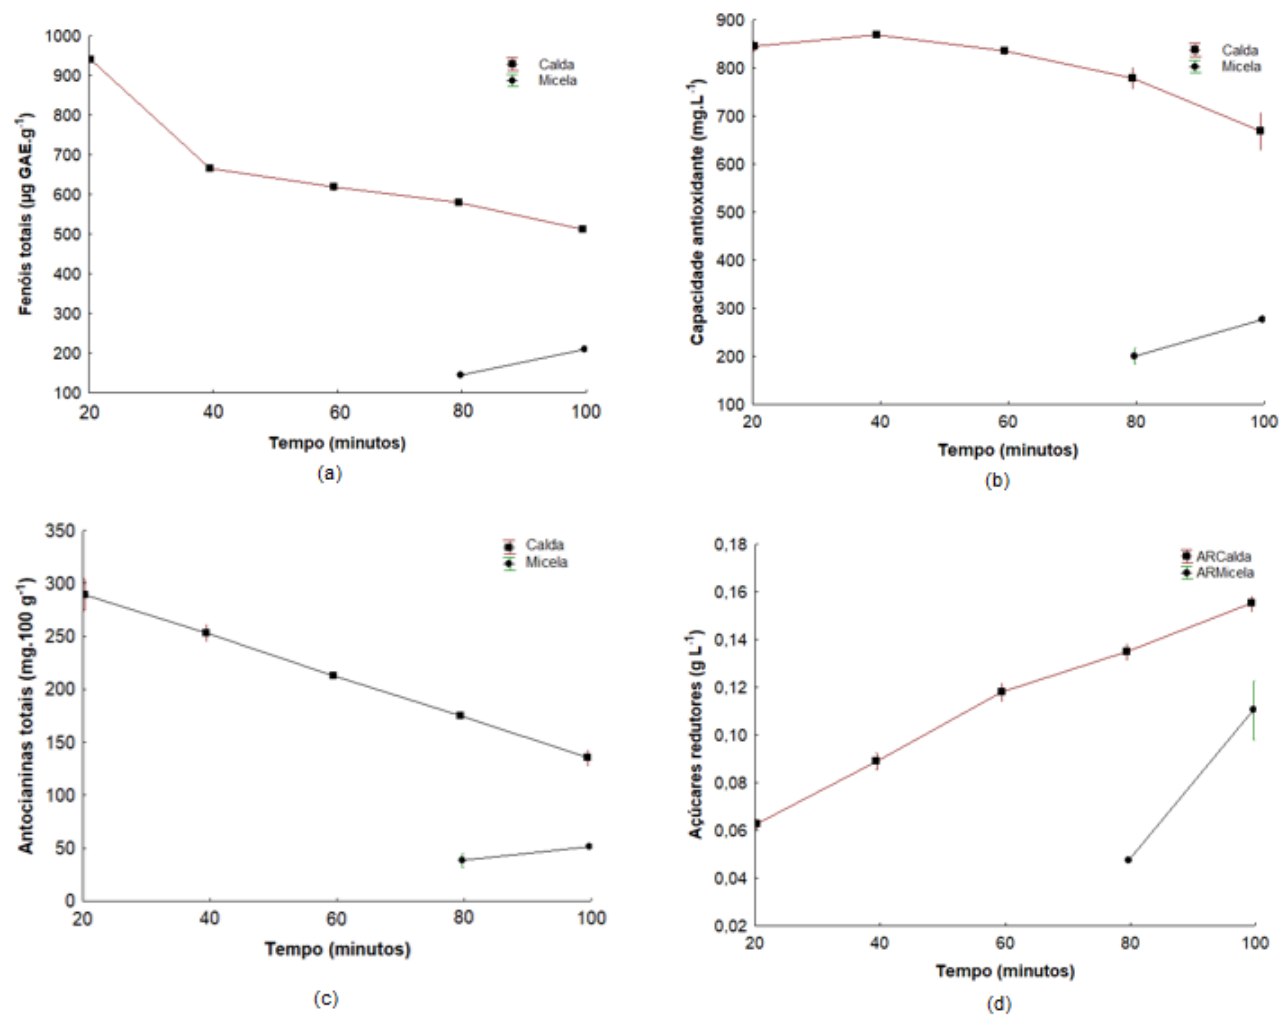 1000
900
800
700
600
500
400
300
200
100
Fenóis totais (µg GAE.g⁻¹)
Calda
Micela
20 40 60 80 100
Tempo (minutos)
(a)
900
800
700
600
500
400
300
200
100
Capacidade antioxidante (mg.L⁻¹)
Calda
Micela
20 40 60 80 100
Tempo (minutos)
(b)
350
300
250
200
150
100
50
0
Antocianinas totais (mg.100 g⁻¹)
Calda
Micela
20 40 60 80 100
Tempo (minutos)
(c)
0,18
0,16
0,14
0,12
0,10
0,08
0,06
0,04
0,02
Açúcares redutores (g L⁻¹)
ARCalda
ARMicela
20 40 60 80 100
Tempo (minutos)
(d)